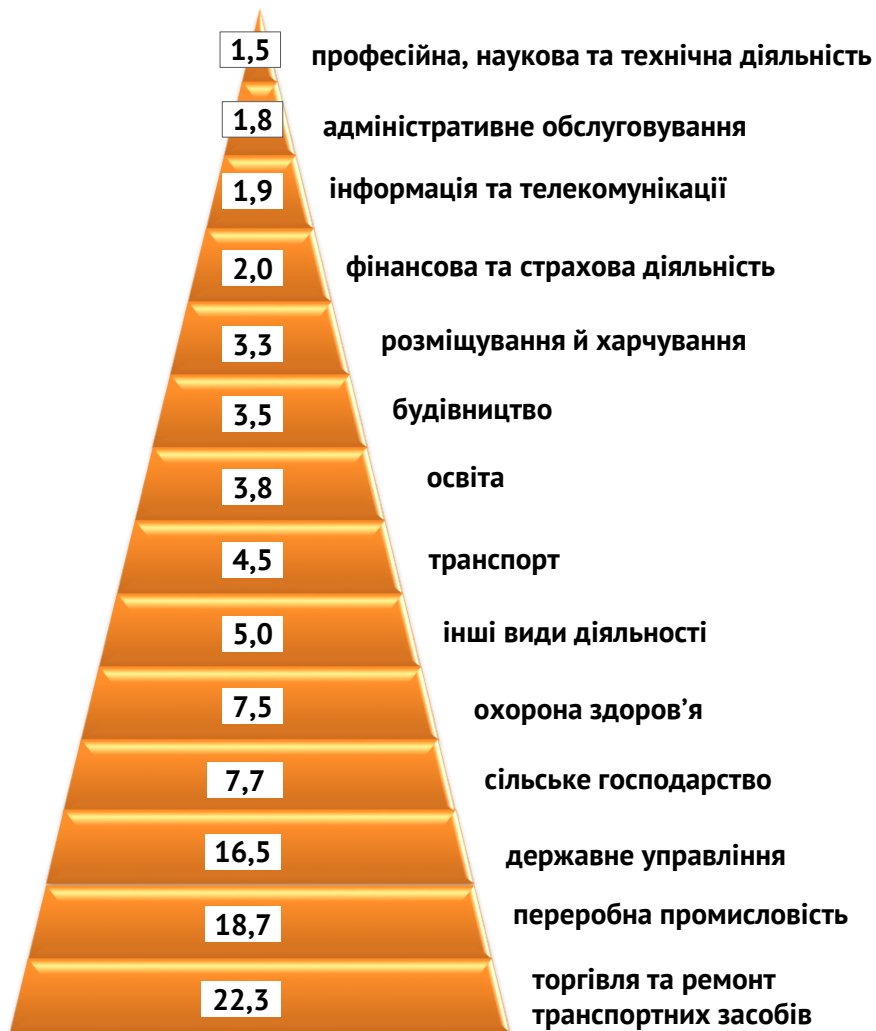 1,5 професійна, наукова та технічна діяльність
1,8 адміністративне обслуговування
1,9 інформація та телекомунікації
2,0 фінансова та страхова діяльність
3,3 розміщування й харчування
3,5 будівництво
3,8 освіта
4,5 транспорт
5,0 інші види діяльності
7,5 охорона здоров’я
7,7 сільське господарство
16,5 державне управління
18,7 переробна промисловість
22,3 торгівля та ремонт
транспортних засобів